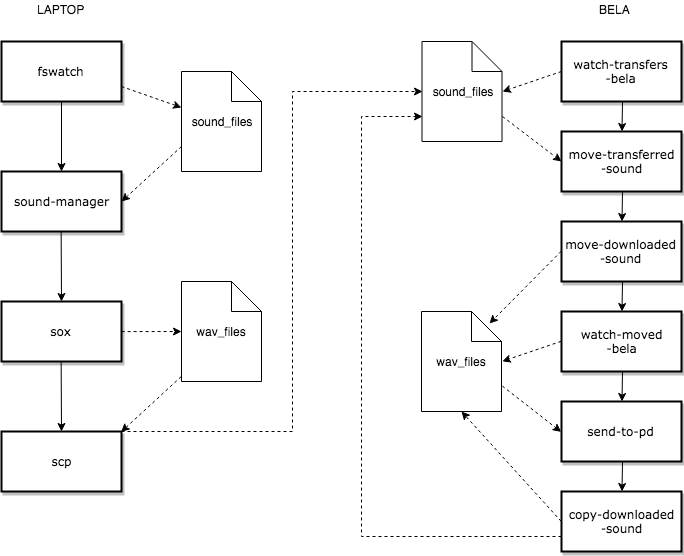 LAPTOP
fswatch
sound_files
sound-manager
sox
wav_files
scp
BELA
sound_files
watch-transfers
-bela
move-transferred
-sound
move-downloaded
-sound
wav_files
watch-moved
-bela
send-to-pd
copy-downloaded
-sound